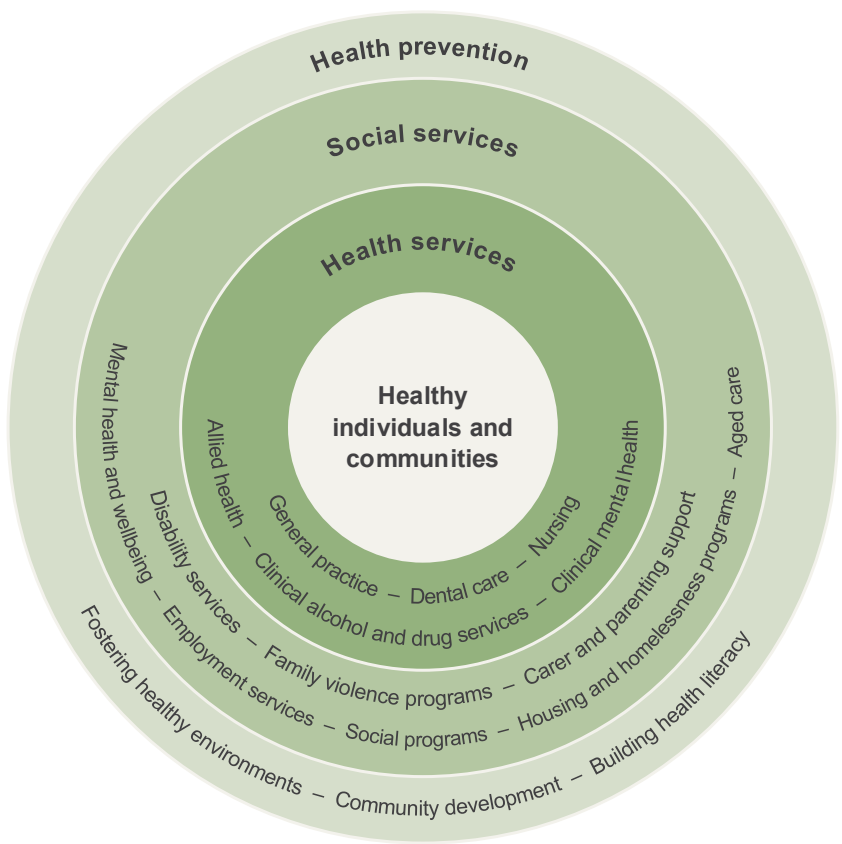 Health prevention
Social services
Health services
Healthy
individuals and
communities
General practice – Dental care – Nursing
Allied health – Clinical alcohol and drug services – Clinical mental health
Disability services – Family violence programs – Carer and parenting support
Mental health and wellbeing – Employment services – Social programs – Housing and homelessness programs – Aged care
Fostering healthy environments – Community development – Building health literacy